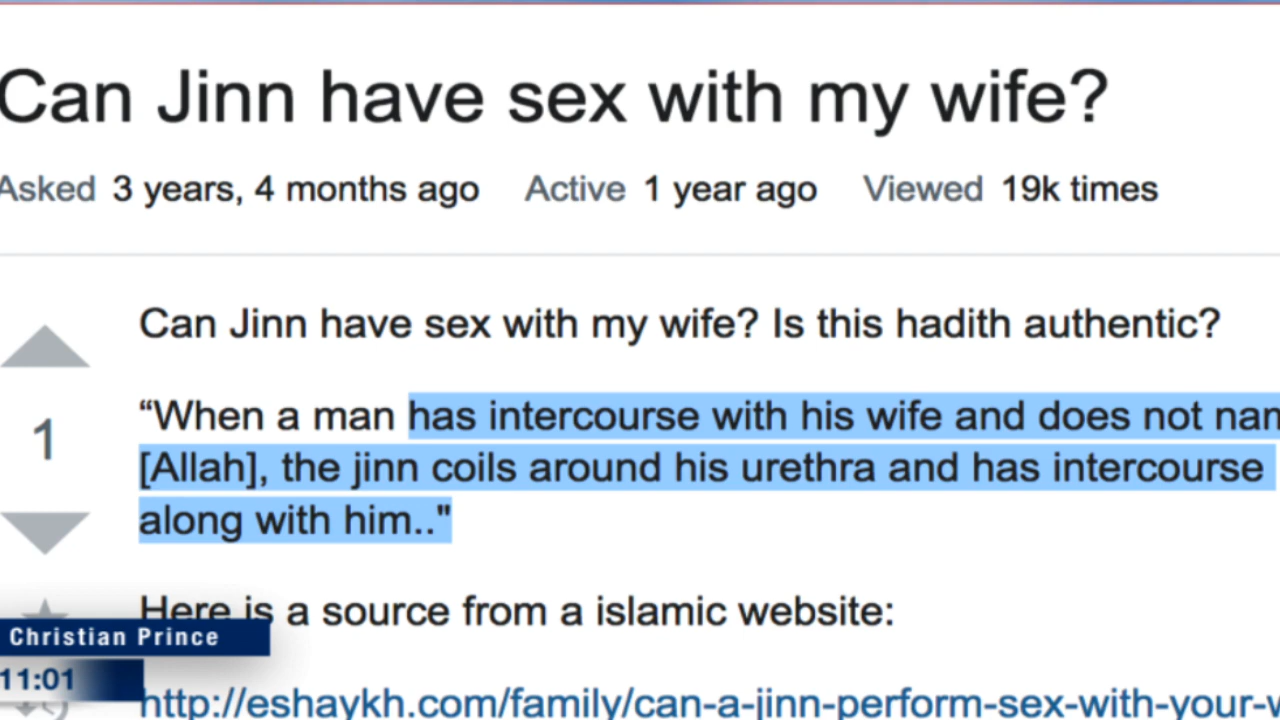 Can Jinn have sex with my wife?
Asked 3 years, 4 months ago Active 1 year ago Viewed 19k times
Can Jinn have sex with my wife? Is this hadith authentic?
1
“When a man has intercourse with his wife and does not nam
[Allah], the jinn coils around his urethra and has intercourse
along with him.."
Here is a source from a islamic website:
Christian Prince
11:01
http://eshaykh.com/family/can-a-jinn-perform-sex-with-your-w